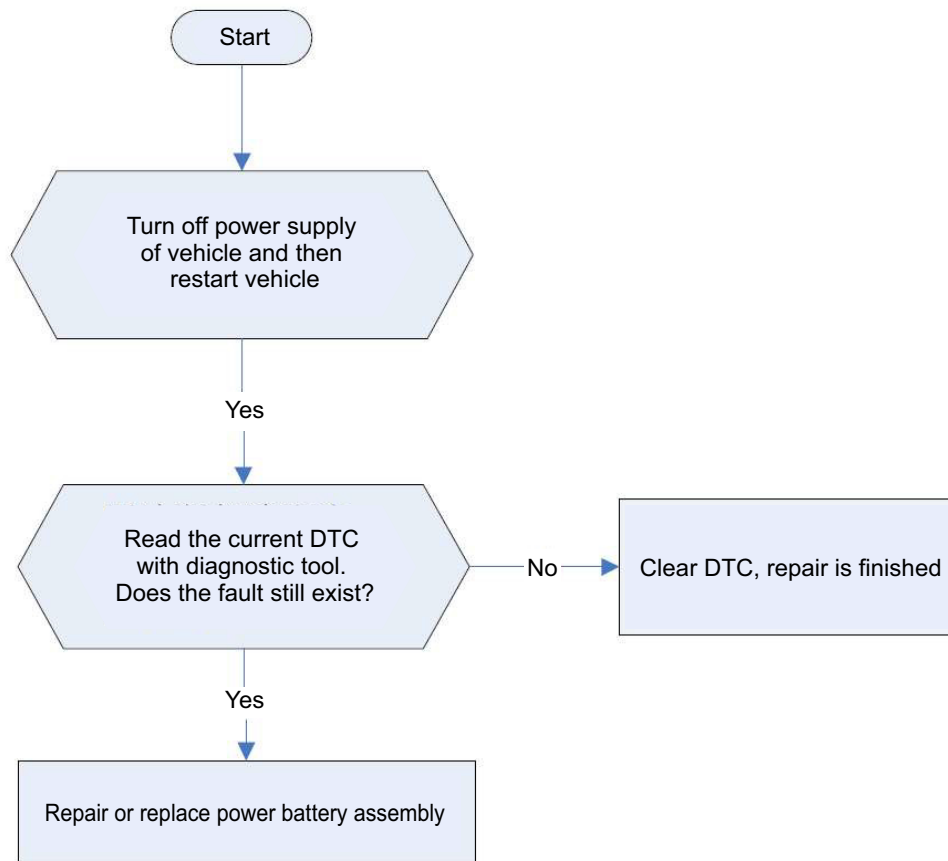 Start
Turn off power supply
of vehicle and then
restart vehicle
Yes
Read the current DTC
with diagnostic tool.
Does the fault still exist?
No
Clear DTC, repair is finished
Yes
Repair or replace power battery assembly